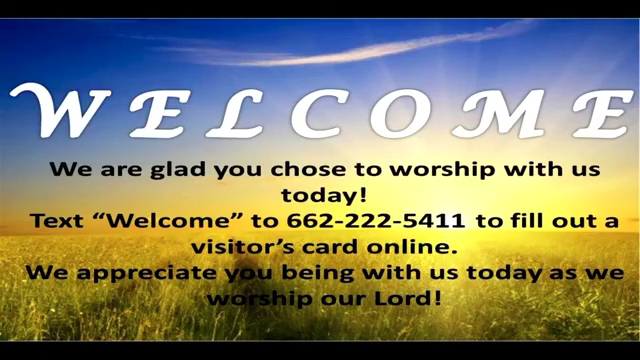 WELCOME
We are glad you chose to worship with us
today!
Text “Welcome” to 662-222-5411 to fill out a
visitor’s card online.
We appreciate you being with us today as we
worship our Lord!